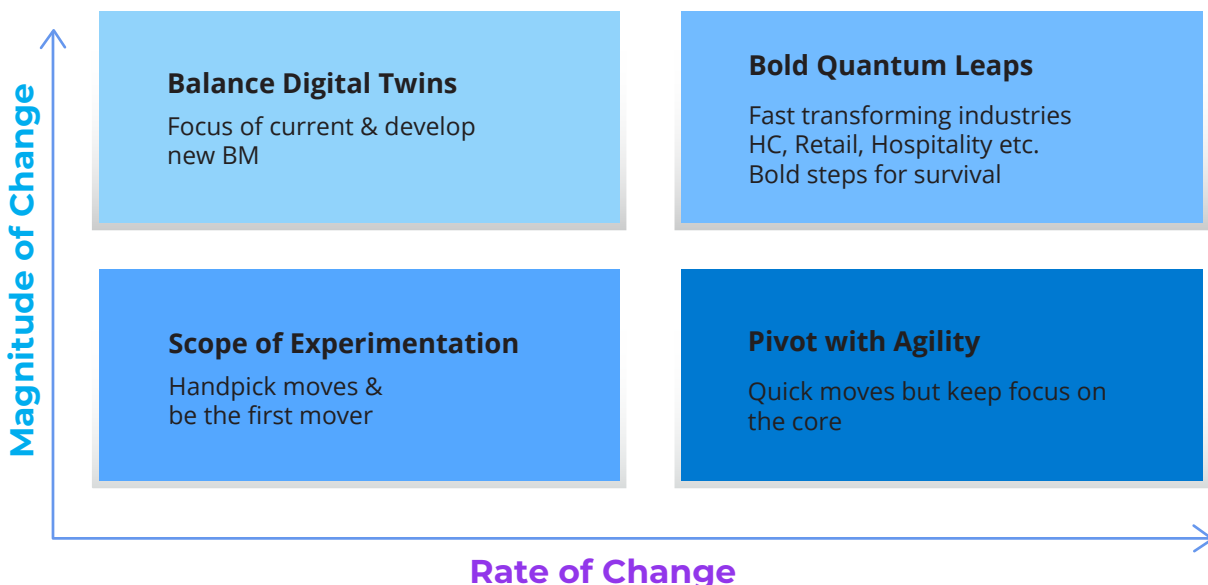 Magnitude of Change
Balance Digital Twins
Focus of current & develop
new BM
Bold Quantum Leaps
Fast transforming industries
HC, Retail, Hospitality etc.
Bold steps for survival
Scope of Experimentation
Handpick moves &
be the first mover
Pivot with Agility
Quick moves but keep focus on
the core
Rate of Change